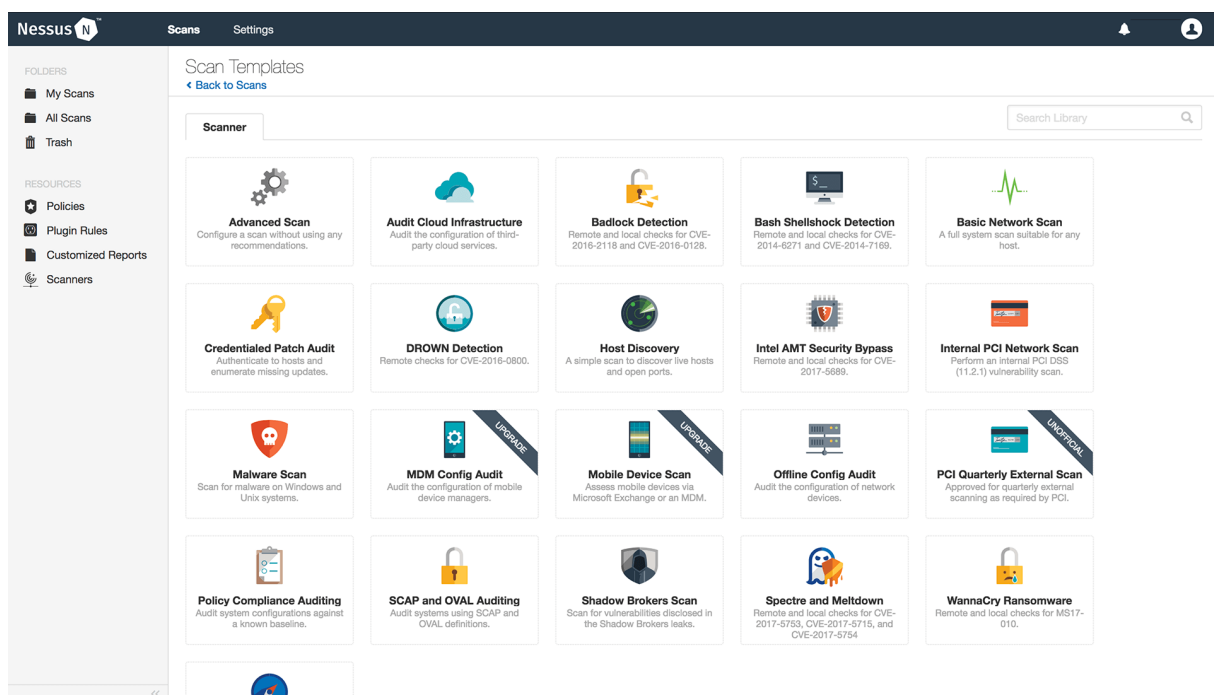 Nessus N ™
Scans Settings
FOLDERS
My Scans
All Scans
Trash
RESOURCES
Policies
Plugin Rules
Customized Reports
Scanners
Scan Templates
Back to Scans
Scanner
Search Library
Advanced Scan
Configure a scan without using any
recommendations.
Audit Cloud Infrastructure
Audit the configuration of third-
party cloud services.
Badlock Detection
Remote and local checks for CVE-
2016-2118 and CVE-2016-0128.
$_
Bash Shellshock Detection
Remote and local checks for CVE-
2014-6271 and CVE-2014-7169.
Basic Network Scan
A full system scan suitable for any
host.
Credentialed Patch Audit
Authenticate to hosts and
enumerate missing updates.
DROWN Detection
Remote checks for CVE-2016-0800.
Host Discovery
A simple scan to discover live hosts
and open ports.
Intel AMT Security Bypass
Remote and local checks for CVE-
2017-5689.
Internal PCI Network Scan
Perform an internal PCI DSS
(11.2.1) vulnerability scan.
Malware Scan
Scan for malware on Windows and
Unix systems.
UPGRADE
MDM Config Audit
Audit the configuration of mobile
device managers.
UPGRADE
Mobile Device Scan
Assess mobile devices via
Microsoft Exchange or an MDM.
Offline Config Audit
Audit the configuration of network
devices.
UNOFFICIAL
PCI Quarterly External Scan
Approved for quarterly external
scanning as required by PCI.
Policy Compliance Auditing
Audit system configurations against
a known baseline.
SCAP and OVAL Auditing
Audit systems using SCAP and
OVAL definitions.
Shadow Brokers Scan
Scan for vulnerabilities disclosed in
the Shadow Brokers leaks.
Spectre and Meltdown
Remote and local checks for CVE-
2017-5753, CVE-2017-5715, and
CVE-2017-5754
WannaCry Ransomware
Remote and local checks for MS17-
010.